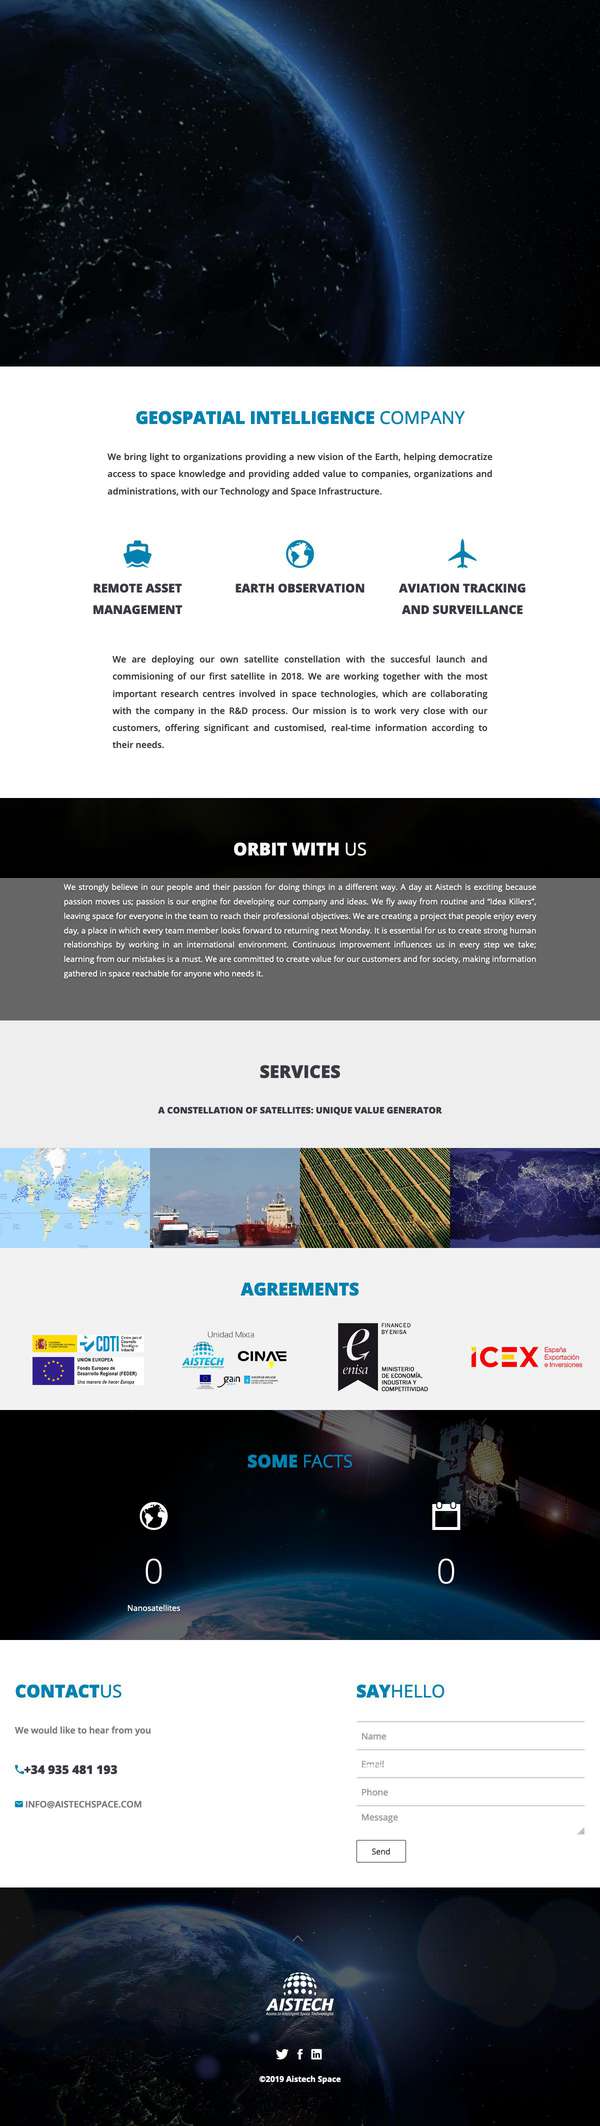 GEOSPATIAL INTELLIGENCE COMPANY
We bring light to organizations providing a new vision of the Earth, helping democratize
access to space knowledge and providing added value to companies, organizations and
administrations, with our Technology and Space Infrastructure.
REMOTE ASSET
MANAGEMENT
EARTH OBSERVATION
AVIATION TRACKING
AND SURVEILLANCE
We are deploying our own satellite constellation with the succesful launch and
commisioning of our first satellite in 2018. We are working together with the most
important research centres involved in space technologies, which are collaborating
with the company in the R&D process. Our mission is to work very close with our
customers, offering significant and customised, real-time information according to
their needs.
ORBIT WITH US
We strongly believe in our people and their passion for doing things in a different way. A day at Aistech is exciting because
passion moves us; passion is our engine for developing our company and ideas. We fly away from routine and “Idea Killers”,
leaving space for everyone in the team to reach their professional objectives. We are creating a project that people enjoy every
day, a place in which every team member looks forward to returning next Monday. It is essential for us to create strong human
relationships by working in an international environment. Continuous improvement influences us in every step we take;
learning from our mistakes is a must. We are committed to create value for our customers and for society, making information
gathered in space reachable for anyone who needs it.
SERVICES
A CONSTELLATION OF SATELLITES: UNIQUE VALUE GENERATOR
AGREEMENTS
CDTI
Centro para el
Desarrollo
Tecnológico
Industrial
UNIÓN EUROPEA
Fondo Europeo de
Desarrollo Regional (FEDER)
Una manera de hacer Europa
Unidad Mixta
AISTECH
CINAE
gain
e
enisa
FINANCED
BY ENISA
MINISTERIO
DE ECONOMÍA,
INDUSTRIA Y
COMPETITIVIDAD
ICEX
España
Exportación
e Inversiones
SOME FACTS
0
Nanosatellites
0
CONTACTUS
We would like to hear from you
+34 935 481 193
INFO@AISTECHSPACE.COM
SAYHELLO
Name
Email
Phone
Message
Send
AISTECH
Access to Intelligent Space Technologies
©2019 Aistech Space